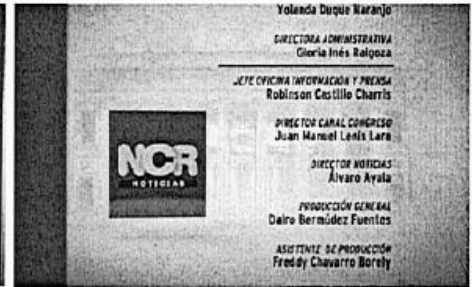 Yolanda Duque Naranjo
DIRECTORA ADMINISTRATIVA
Gloria Inés Raigoza
JEFE OFICINA INFORMACIÓN Y PRENSA
Robinson Castillo Charris
DIRECTOR CANAL CONGRESO
Juan Manuel Lenis Lara
DIRECTOR NOTICIAS
Álvaro Ayala
PRODUCCIÓN GENERAL
Dairo Bermúdez Fuentes
ASISTENTE DE PRODUCCIÓN
Freddy Chavarro Borely
NCR
NOTICIAS